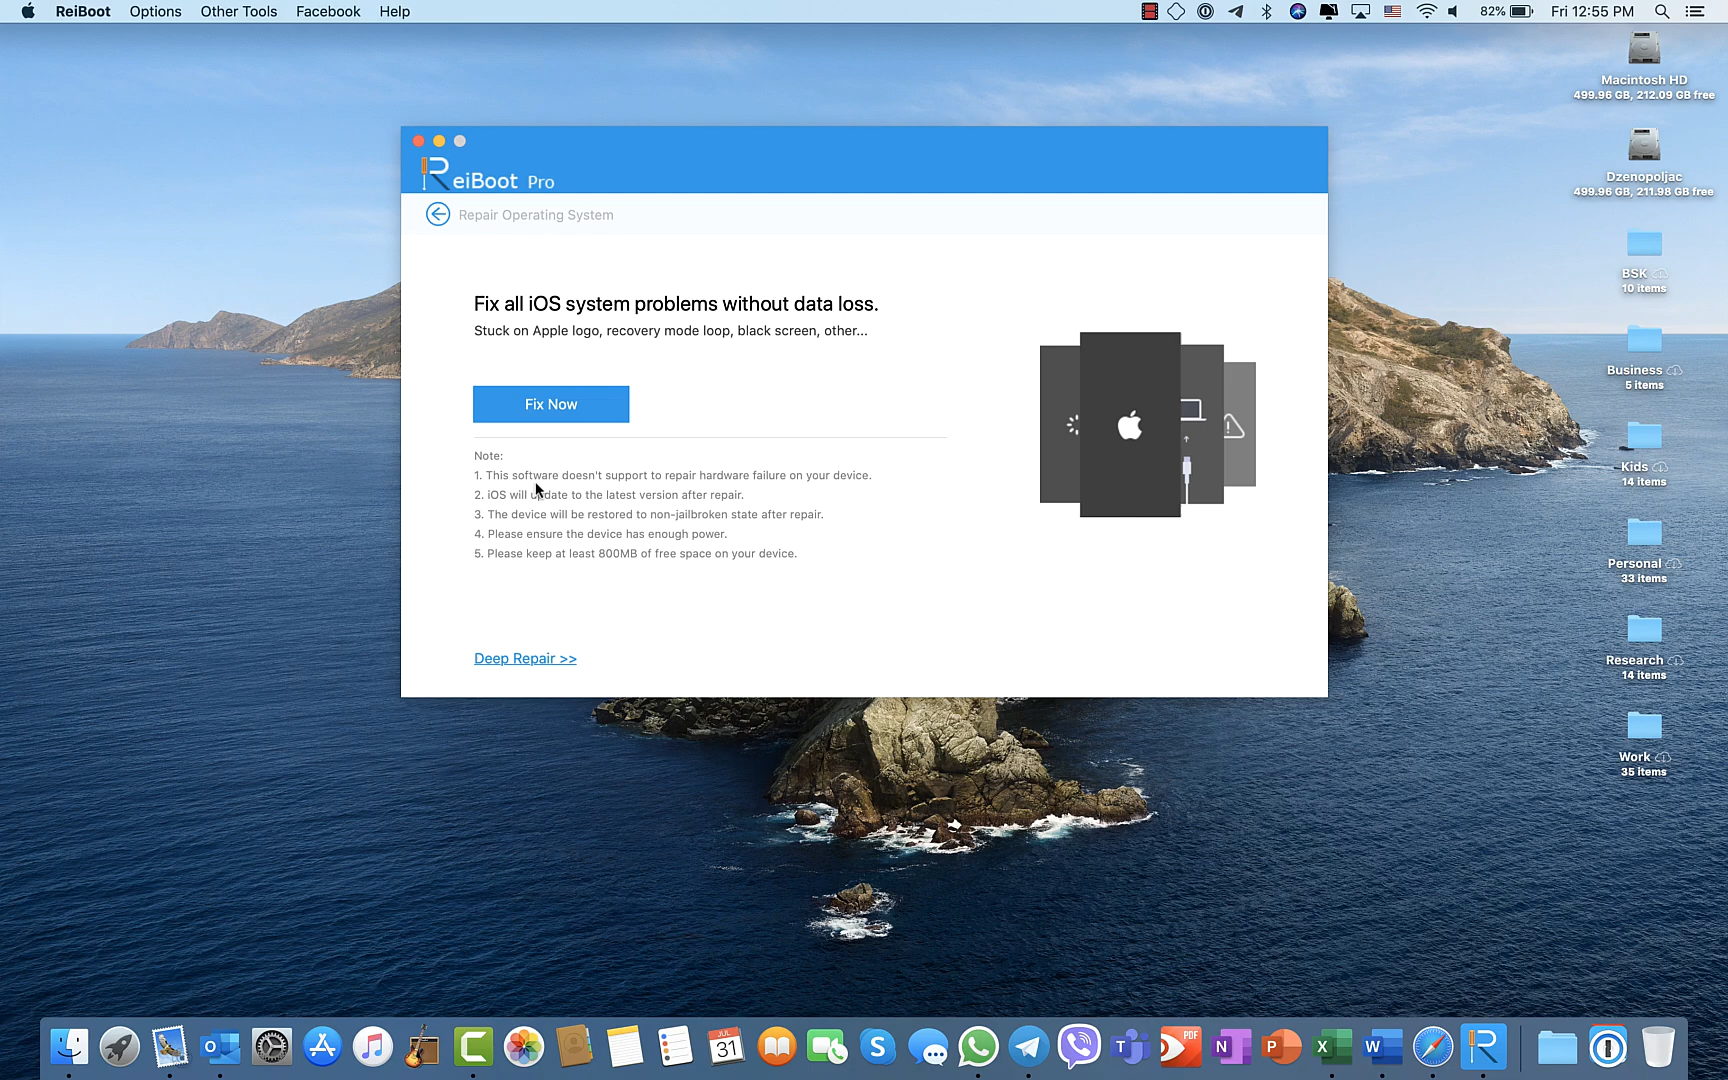 ReiBoot Options Other Tools Facebook Help 82% Fri 12:55 PM
Macintosh HD
499.96 GB, 212.09 GB free
Dzenopoljac
499.96 GB, 211.98 GB free
BSK
10 items
Business
5 items
Kids
14 items
Personal
33 items
Research
14 items
Work
35 items
ReiBoot Pro
Repair Operating System
Fix all iOS system problems without data loss.
Stuck on Apple logo, recovery mode loop, black screen, other...
Fix Now
Note:
1. This software doesn't support to repair hardware failure on your device.
2. iOS will update to the latest version after repair.
3. The device will be restored to non-jailbroken state after repair.
4. Please ensure the device has enough power.
5. Please keep at least 800MB of free space on your device.
Deep Repair >>
JUL
31
PDF